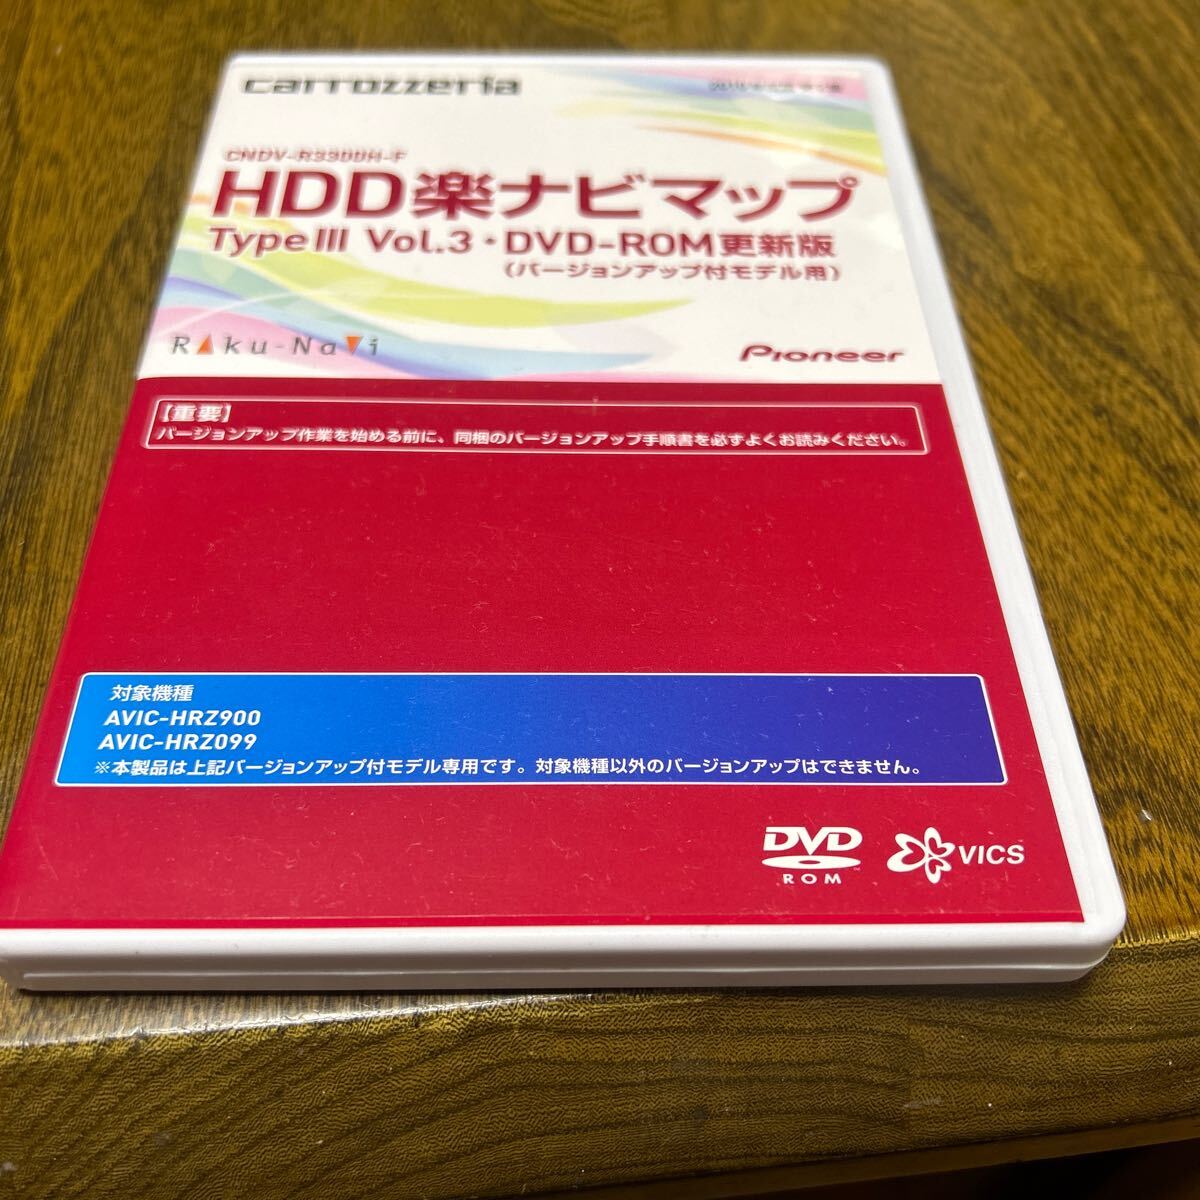 carrozzeria
CNDV-R3300H-F
HDD楽ナビマップ
TypeⅢ Vol.3・DVD-ROM更新版
(バージョンアップ付モデル用)
Raku-Navi
Pioneer
【重要】
バージョンアップ作業を始める前に、同梱のバージョンアップ手順書を必ずよくお読みください。
対象機種
AVIC-HRZ900
AVIC-HRZ099
※本製品は上記バージョンアップ付モデル専用です。対象機種以外のバージョンアップはできません。
DVD
ROM
VICS